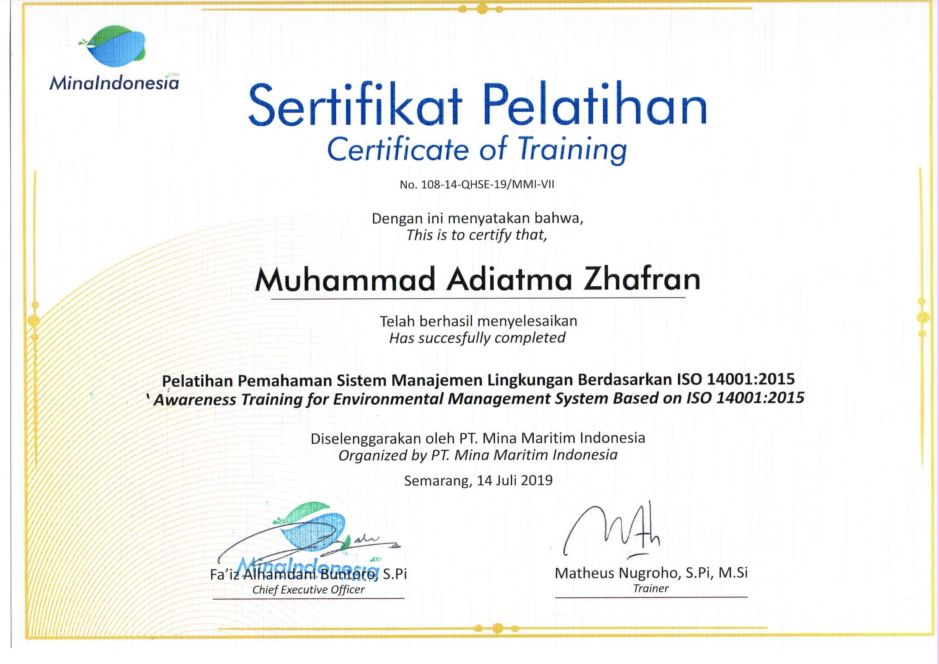 MinaIndonesia.com
Sertifikat Pelatihan
Certificate of Training
No. 108-14-QHSE-19/MMI-VII
Dengan ini menyatakan bahwa,
This is to certify that,
Muhammad Adiatma Zhafran
Telah berhasil menyelesaikan
Has succesfully completed
Pelatihan Pemahaman Sistem Manajemen Lingkungan Berdasarkan ISO 14001:2015
Awareness Training for Environmental Management System Based on ISO 14001:2015
Diselenggarakan oleh PT. Mina Maritim Indonesia
Organized by PT. Mina Maritim Indonesia
Semarang, 14 Juli 2019
MinaIndonesia.com
Fa'iz Alhamdani Buntoro, S.Pi
Chief Executive Officer
Matheus Nugroho, S.Pi, M.Si
Trainer